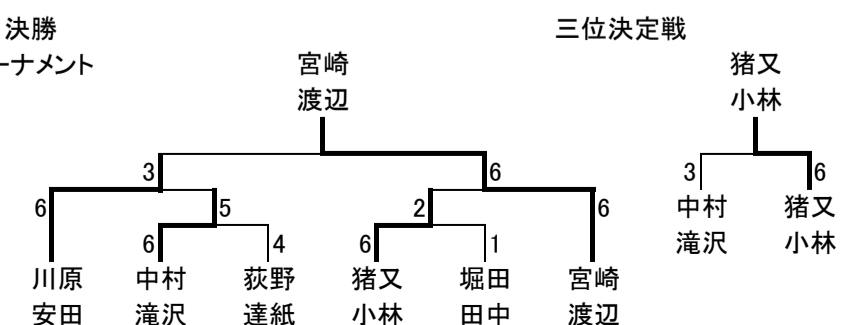 決勝
ーナメント
三位決定戦
宮崎
渡辺
猪又
小林
3
6
3
6
6
5
2
6
6
4
6
1
中村
滝沢
猪又
小林
川原
安田
中村
滝沢
荻野
達紙
猪又
小林
堀田
田中
宮崎
渡辺